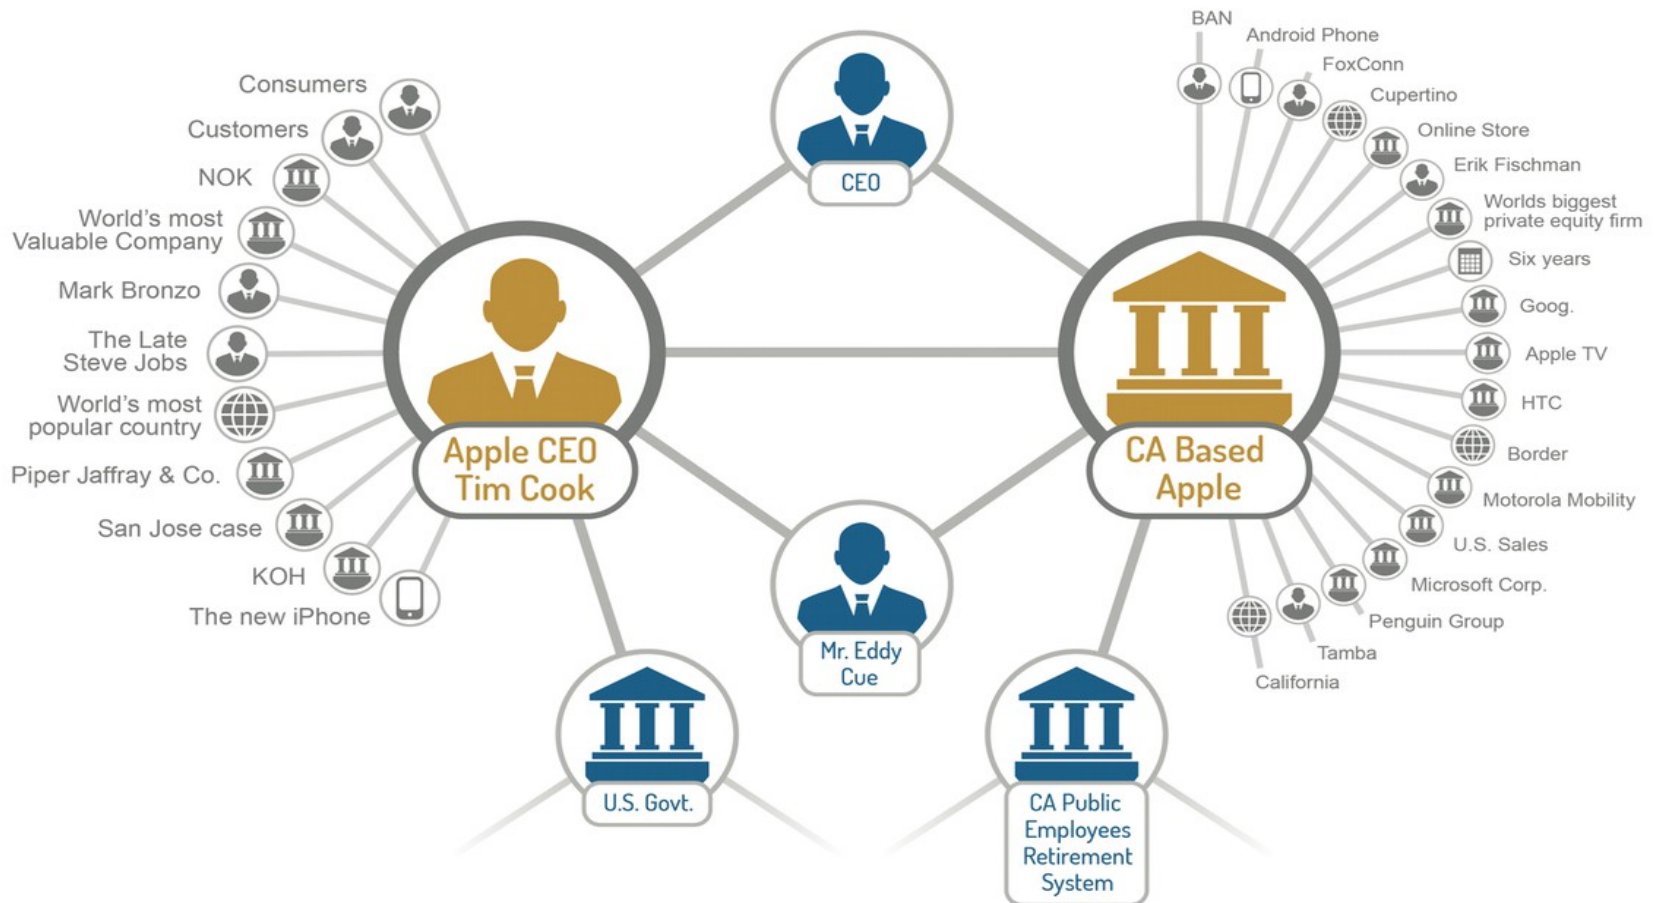 Consumers
Customers
NOK
World's most
Valuable Company
Mark Bronzo
The Late
Steve Jobs
World's most
popular country
Piper Jaffray & Co.
San Jose case
KOH
The new iPhone
Apple CEO
Tim Cook
CEO
Mr. Eddy
Cue
U.S. Govt.
CA Based
Apple
CA Public
Employees
Retirement
System
BAN
Android Phone
FoxConn
Cupertino
Online Store
Erik Fischman
Worlds biggest
private equity firm
Six years
Goog.
Apple TV
HTC
Border
Motorola Mobility
U.S. Sales
Microsoft Corp.
Penguin Group
Tamba
California